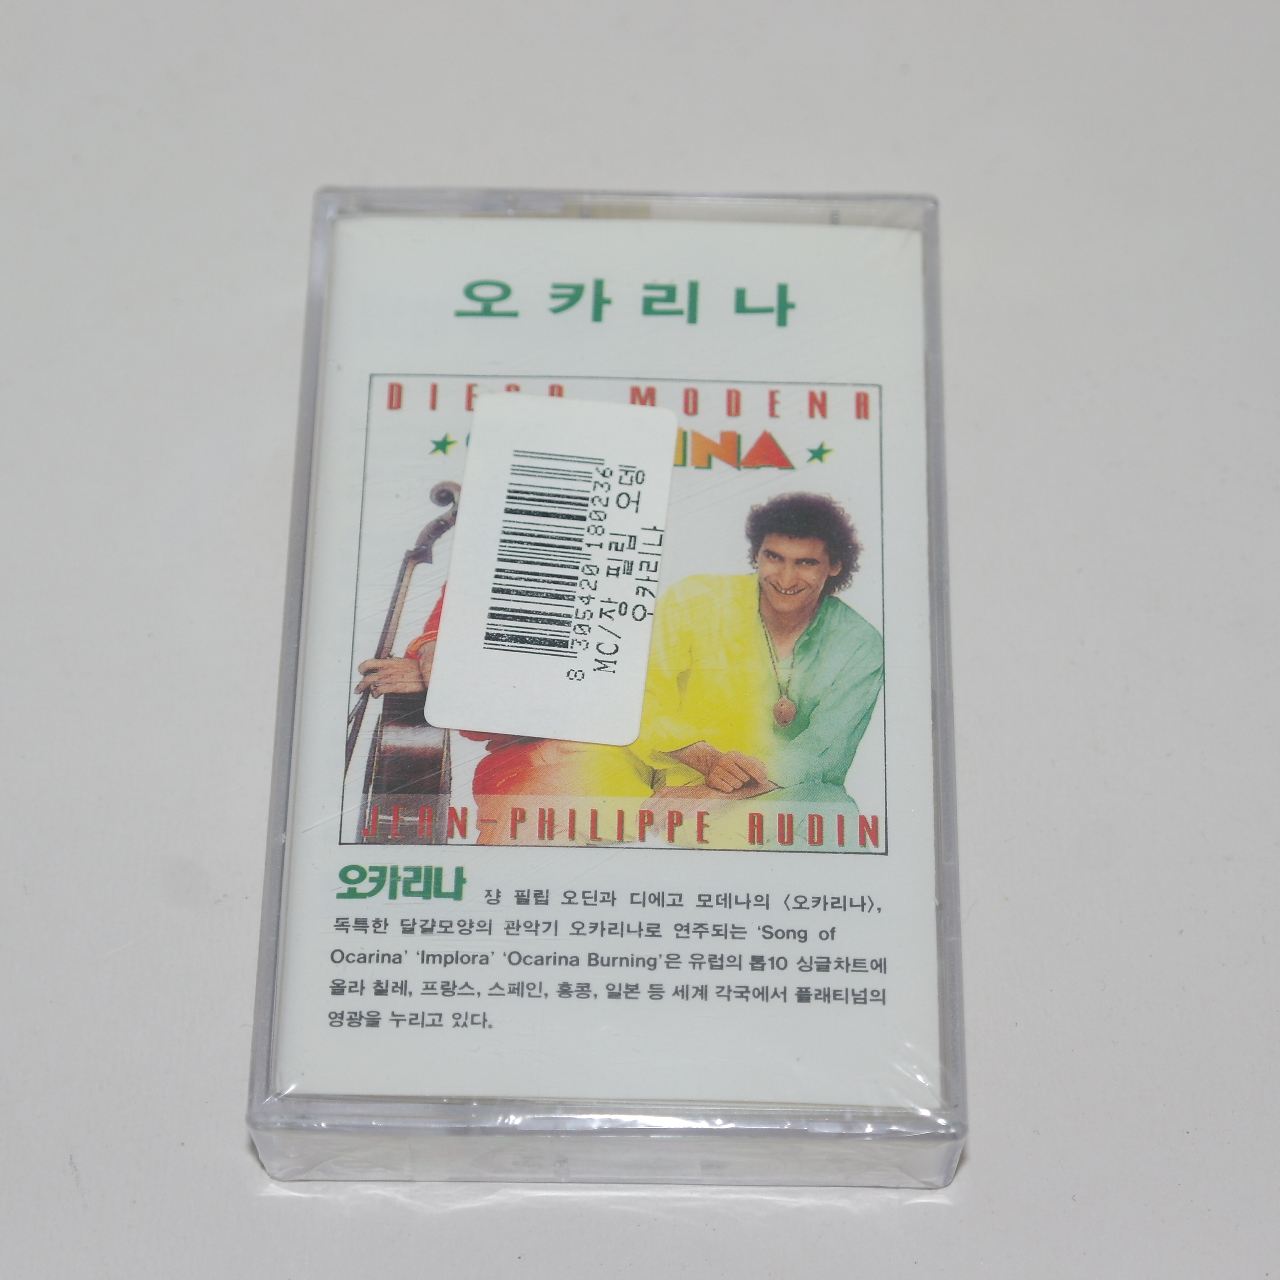 오카리나
DIEGO MODENA
INA
8 305420 180236
MC/장 필립 오뎅
오카리나
JEAN-PHILIPPE AUDIN
오카리나 쟝 필립 오딘과 디에고 모데나의 〈오카리나〉,
독특한 달걀모양의 관악기 오카리나로 연주되는 ‘Song of
Ocarina’ ‘Implora’ ‘Ocarina Burning’은 유럽의 톱10 싱글차트에
올라 칠레, 프랑스, 스페인, 홍콩, 일본 등 세계 각국에서 플래티넘의
영광을 누리고 있다.